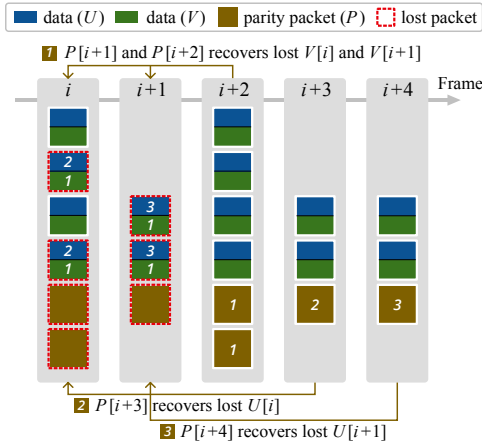 data (U) data (V) parity packet (P) lost packet
1 P[i+1] and P[i+2] recovers lost V[i] and V[i+1]
Frame
i i+1 i+2 i+3 i+4
2
1
3
1
2 3
1 1
1 2 3
1
2 P[i+3] recovers lost U[i]
3 P[i+4] recovers lost U[i+1]